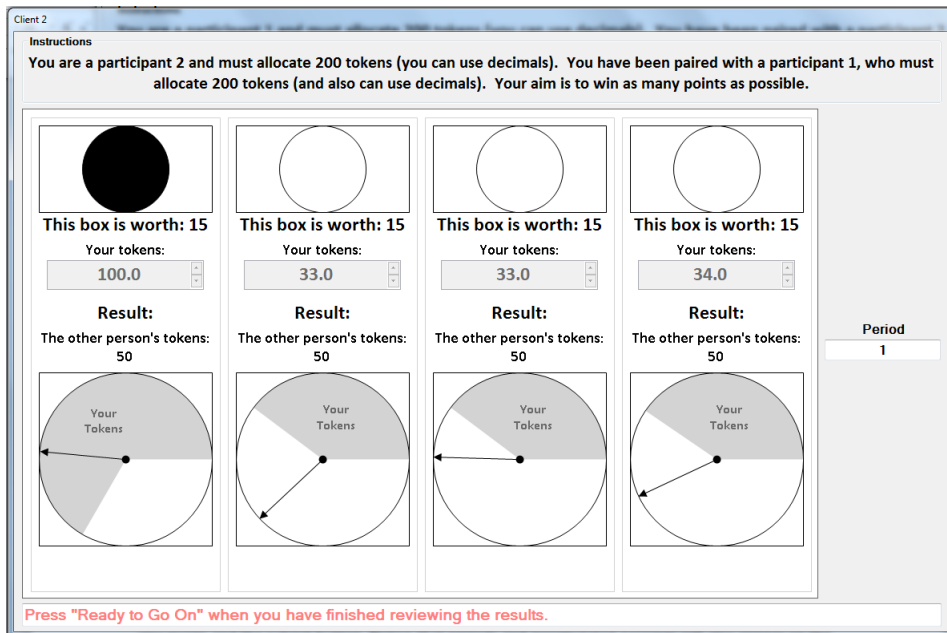 Client 2
Instructions
You are a participant 2 and must allocate 200 tokens (you can use decimals). You have been paired with a participant 1, who must
allocate 200 tokens (and also can use decimals). Your aim is to win as many points as possible.
This box is worth: 15
Your tokens:
100.0
Result:
The other person's tokens:
50
Your
Tokens
This box is worth: 15
Your tokens:
33.0
Result:
The other person's tokens:
50
Your
Tokens
This box is worth: 15
Your tokens:
33.0
Result:
The other person's tokens:
50
Your
Tokens
This box is worth: 15
Your tokens:
34.0
Result:
The other person's tokens:
50
Your
Tokens
Period
1
Press "Ready to Go On" when you have finished reviewing the results.